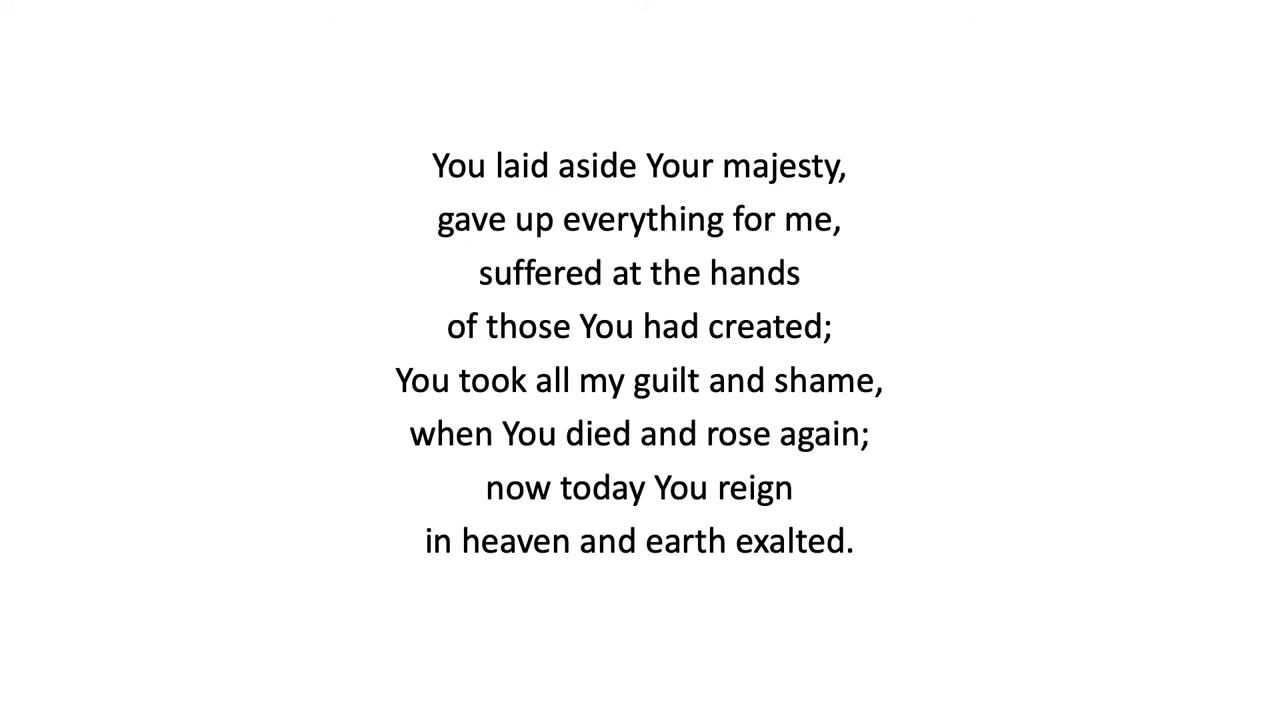 You laid aside Your majesty,
gave up everything for me,
suffered at the hands
of those You had created;
You took all my guilt and shame,
when You died and rose again;
now today You reign
in heaven and earth exalted.